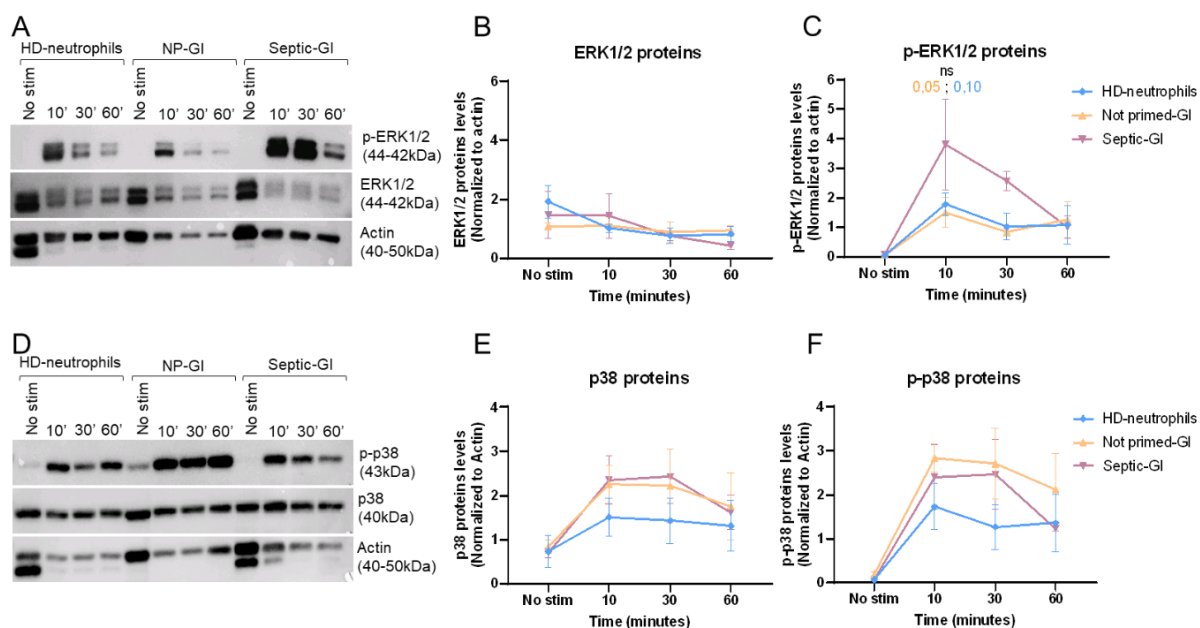 A
HD-neutrophils NP-GI Septic-GI
No stim 10' 30' 60' No stim 10' 30' 60' No stim 10' 30' 60'
p-ERK1/2
(44-42kDa)
ERK1/2
(44-42kDa)
Actin
(40-50kDa)
B
ERK1/2 proteins
ERK1/2 proteins levels
(Normalized to actin)
6
4
2
0
No stim 10 30 60
Time (minutes)
C
p-ERK1/2 proteins
ns
0,05 ; 0,10
p-ERK1/2 proteins levels
(Normalized to actin)
6
5
4
3
2
1
0
No stim 10 30 60
Time (minutes)
HD-neutrophils
Not primed-GI
Septic-GI
D
HD-neutrophils NP-GI Septic-GI
No stim 10' 30' 60' No stim 10' 30' 60' No stim 10' 30' 60'
p-p38
(43kDa)
p38
(40kDa)
Actin
(40-50kDa)
E
p38 proteins
p38 proteins levels
(Normalized to Actin)
4
3
2
1
0
No stim 10 30 60
Time (minutes)
F
p-p38 proteins
p-p38 proteins levels
(Normalized to Actin)
4
3
2
1
0
No stim 10 30 60
Time (minutes)
HD-neutrophils
Not primed-GI
Septic-GI